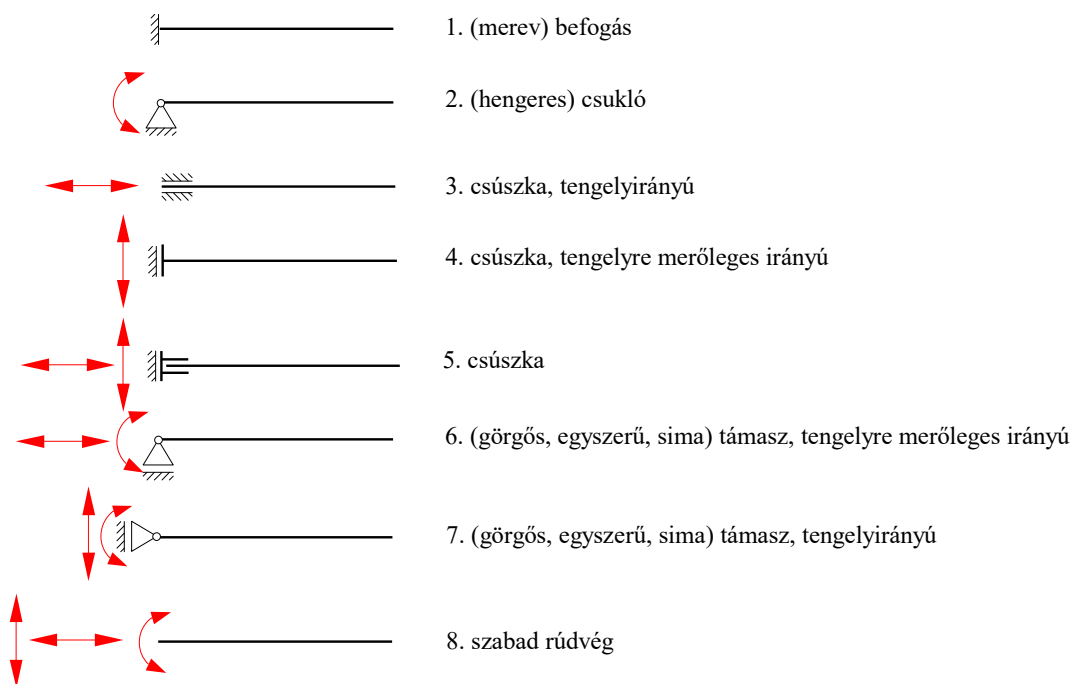 1. (merev) befogás
2. (hengeres) csukló
3. csúszka, tengelyirányú
4. csúszka, tengelyre merőleges irányú
5. csúszka
6. (görgős, egyszerű, sima) támasz, tengelyre merőleges irányú
7. (görgős, egyszerű, sima) támasz, tengelyirányú
8. szabad rúdvég